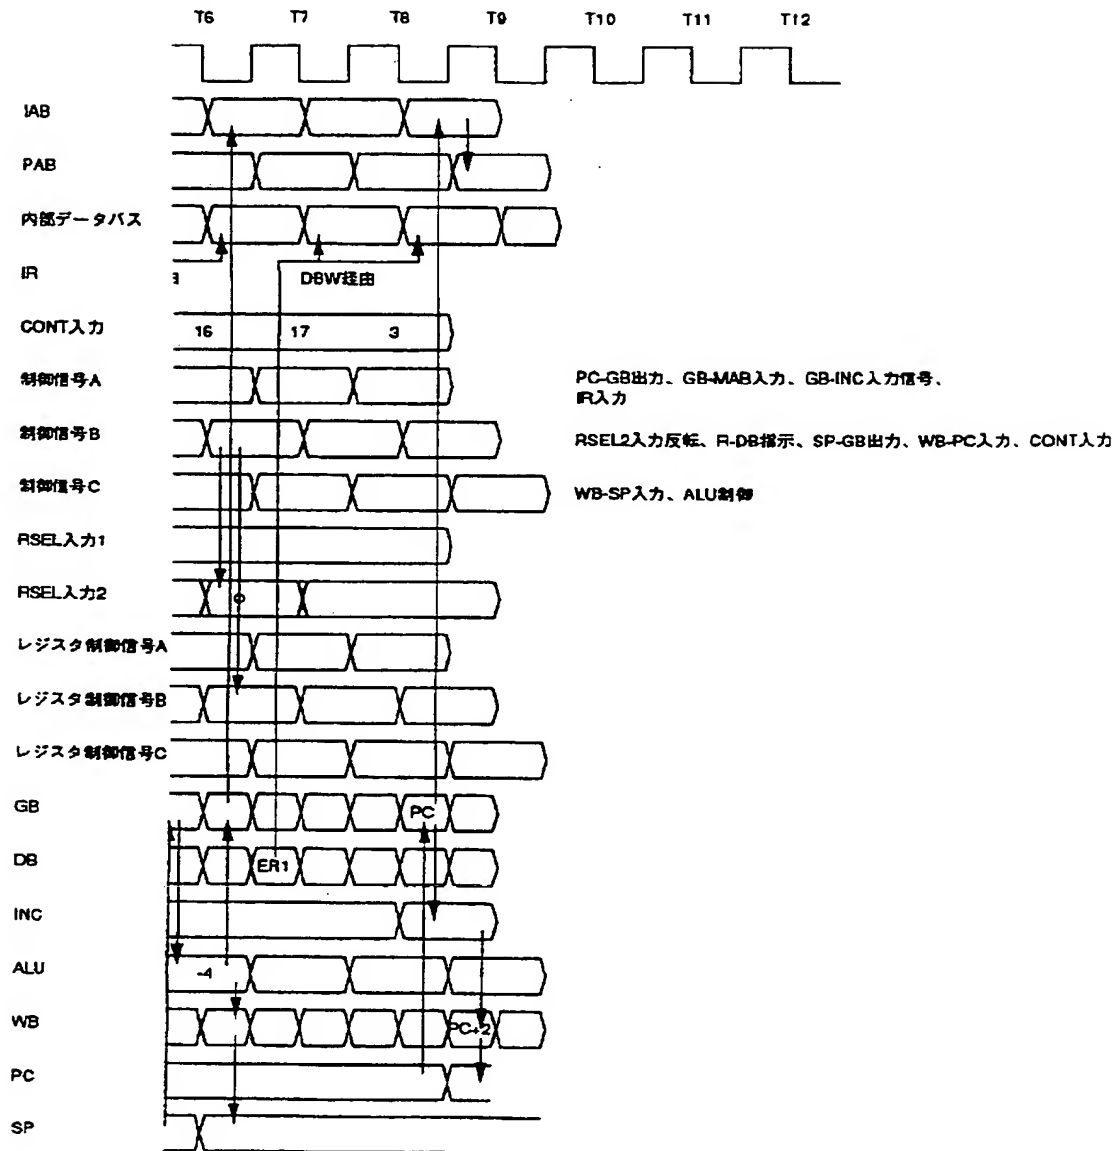 T6 T7 T8 T9 T10 T11 T12
IAB
PAB
内部データバス
IR
DBW経由
CONT入力 16 17 3
制御信号A
PC-GB出力、GB-MAB入力、GB-INC入力信号、
IR入力
制御信号B
RSEL2入力反転、R-DB指示、SP-GB出力、WB-PC入力、CONT入力
制御信号C
WB-SP入力、ALU制御
RSEL入力1
RSEL入力2 0
レジスタ制御信号A
レジスタ制御信号B
レジスタ制御信号C
GB PC
DB ER1
INC
ALU -4
WB PC+2
PC
SP